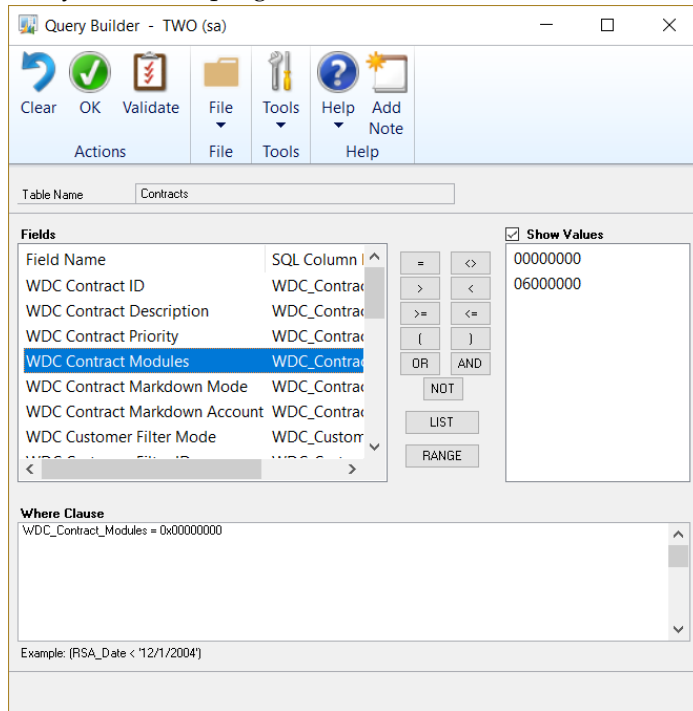 Query Builder - TWO (sa)
Clear OK Validate File Tools Help Add Note
Actions File Tools Help
Table Name Contracts
Fields Show Values
Field Name SQL Column 00000000
WDC Contract ID WDC_Contrac = <> 06000000
WDC Contract Description WDC_Contrac > <
WDC Contract Priority WDC_Contrac >= <=
WDC Contract Modules WDC_Contrac ( )
WDC Contract Markdown Mode WDC_Contrac OR AND
WDC Contract Markdown Account WDC_Contrac NOT
WDC Customer Filter Mode WDC_Custom LIST
RANGE
Where Clause
WDC_Contract_Modules = 0x00000000
Example: (RSA_Date < '12/1/2004')